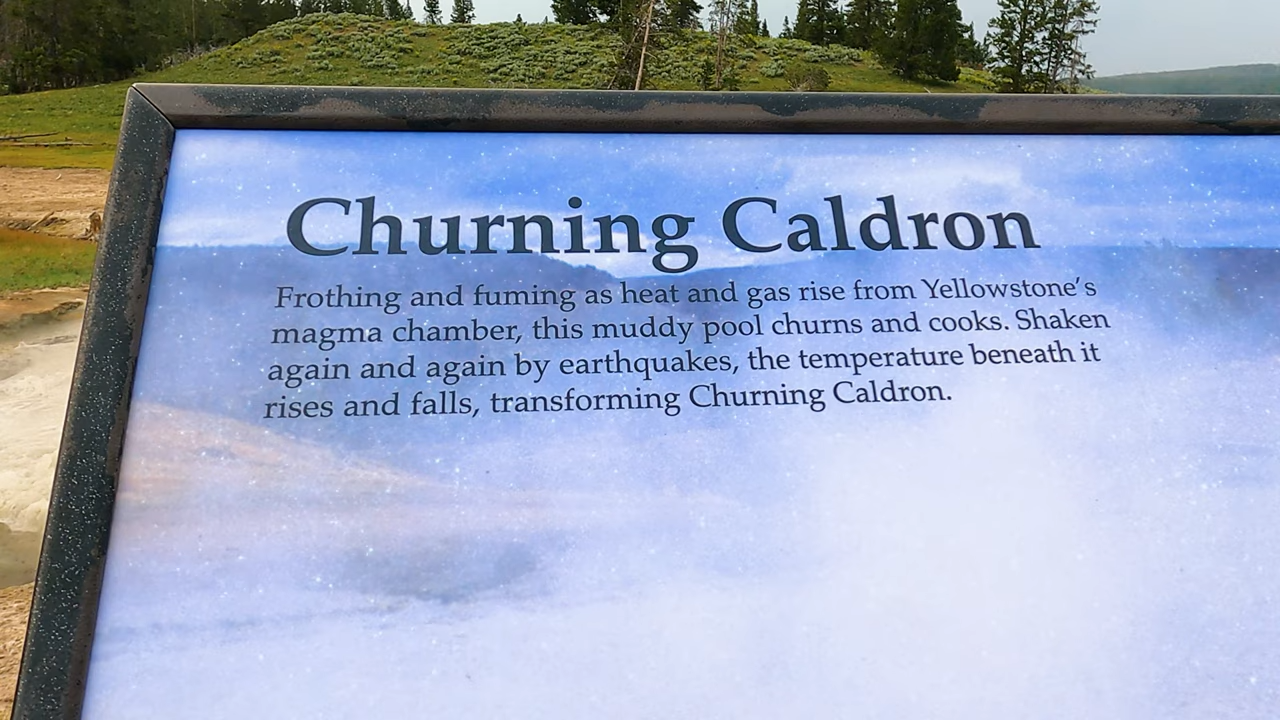 Churning Caldron
Frothing and fuming as heat and gas rise from Yellowstone's
magma chamber, this muddy pool churns and cooks. Shaken
again and again by earthquakes, the temperature beneath it
rises and falls, transforming Churning Caldron.